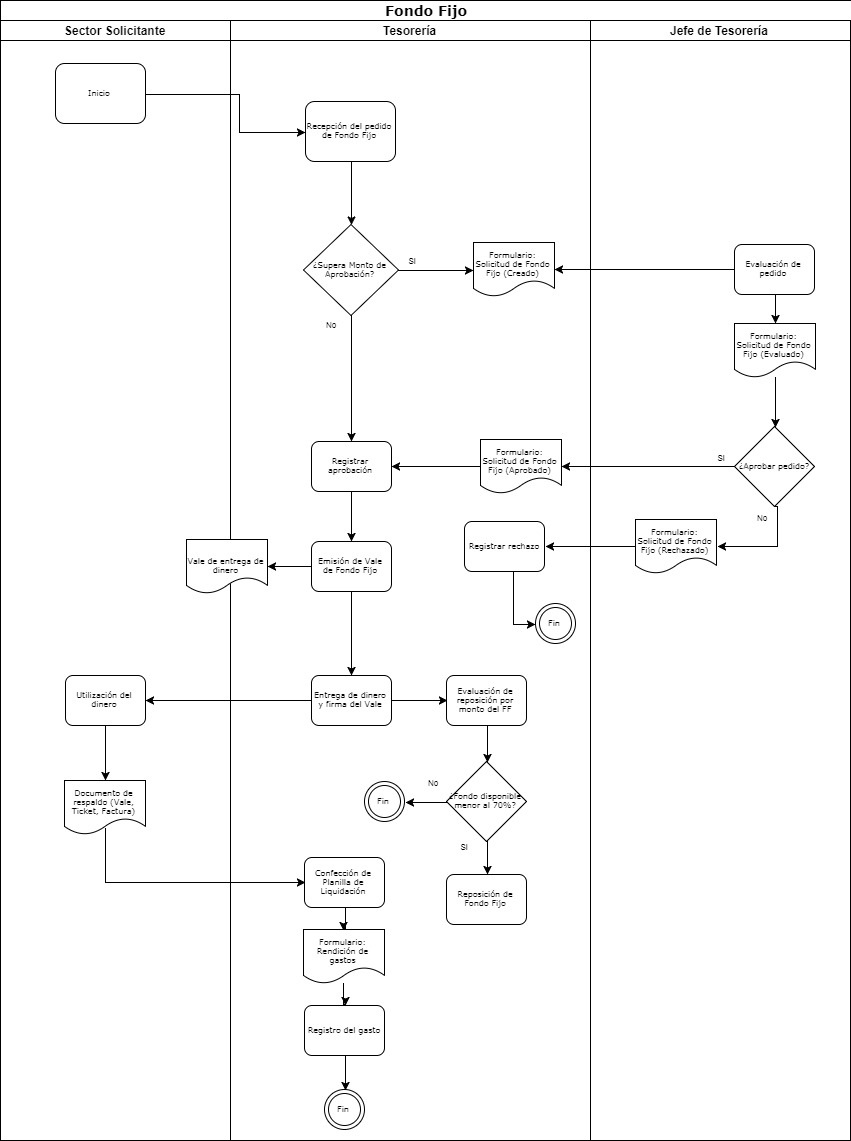 Fondo Fijo
Sector Solicitante
Tesorería
Jefe de Tesorería
Inicio
Recepción del pedido
de Fondo Fijo
¿Supera Monto de
Aprobación?
SI
No
Formulario:
Solicitud de Fondo
Fijo (Creado)
Evaluación de
pedido
Formulario:
Solicitud de Fondo
Fijo (Evaluado)
¿Aprobar pedido?
SI
No
Formulario:
Solicitud de Fondo
Fijo (Aprobado)
Registrar
aprobación
Formulario:
Solicitud de Fondo
Fijo (Rechazado)
Registrar rechazo
Fin
Emisión de Vale
de Fondo Fijo
Vale de entrega de
dinero
Entrega de dinero
y firma del Vale
Utilización del
dinero
Evaluación de
reposición por
monto del FF
¿Fondo disponible
menor al 70%?
No
Fin
SI
Reposición de
Fondo Fijo
Documento de
respaldo (Vale,
Ticket, Factura)
Confección de
Planilla de
Liquidación
Formulario:
Rendición de
gastos
Registro del gasto
Fin